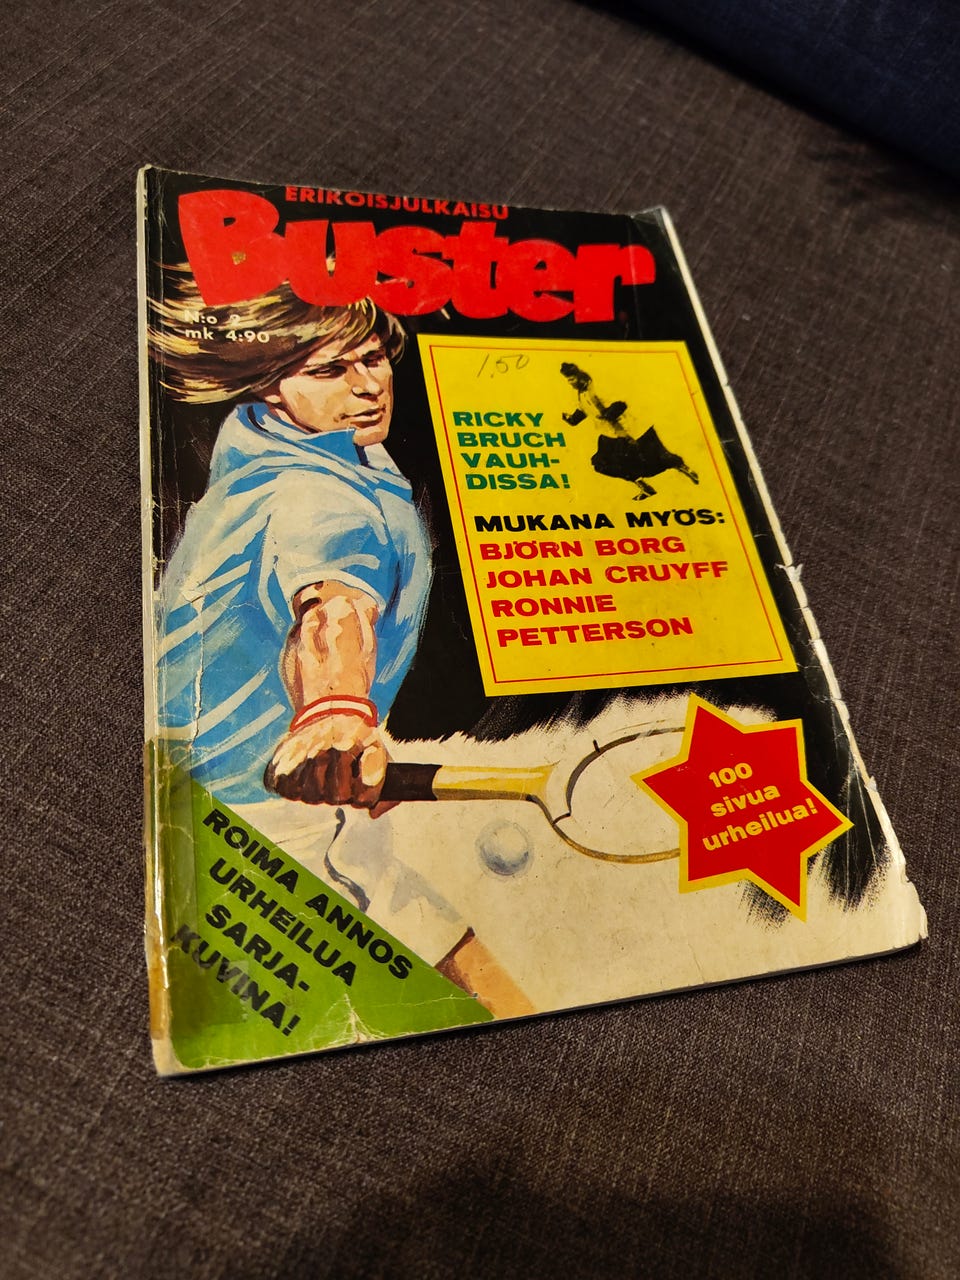 ERIKOISJULKAISU
Buster
N:o 2
mk 4:90
1.50
RICKY
BRUCH
VAUH-
DISSA!
MUKANA MYÖS:
BJÖRN BORG
JOHAN CRUYFF
RONNIE
PETTERSON
100
sivua
urheilua!
ROIMA ANNOS
URHEILUA
SARJA-
KUVINA!